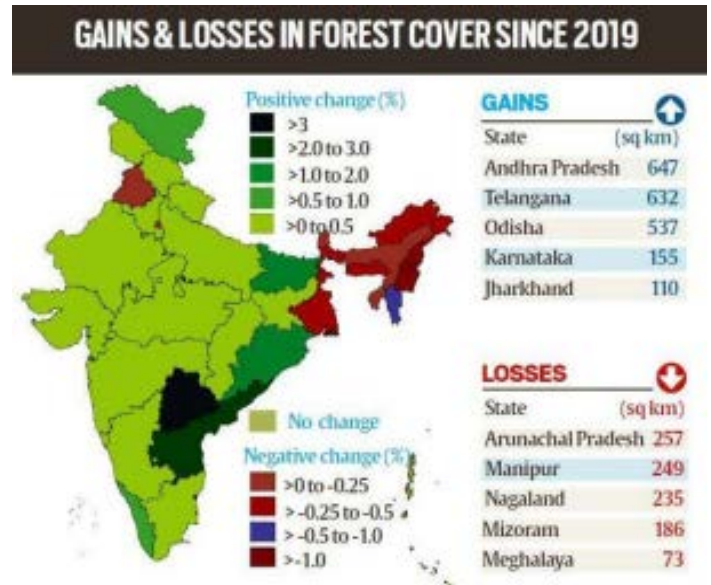 GAINS & LOSSES IN FOREST COVER SINCE 2019
Positive change (%)
>3
>2.0 to 3.0
>1.0 to 2.0
>0.5 to 1.0
>0 to 0.5
GAINS
State (sq km)
Andhra Pradesh 647
Telangana 632
Odisha 537
Karnataka 155
Jharkhand 110
No change
Negative change (%)
>0 to -0.25
> -0.25 to -0.5
> -0.5 to -1.0
>-1.0
LOSSES
State (sq km)
Arunachal Pradesh 257
Manipur 249
Nagaland 235
Mizoram 186
Meghalaya 73